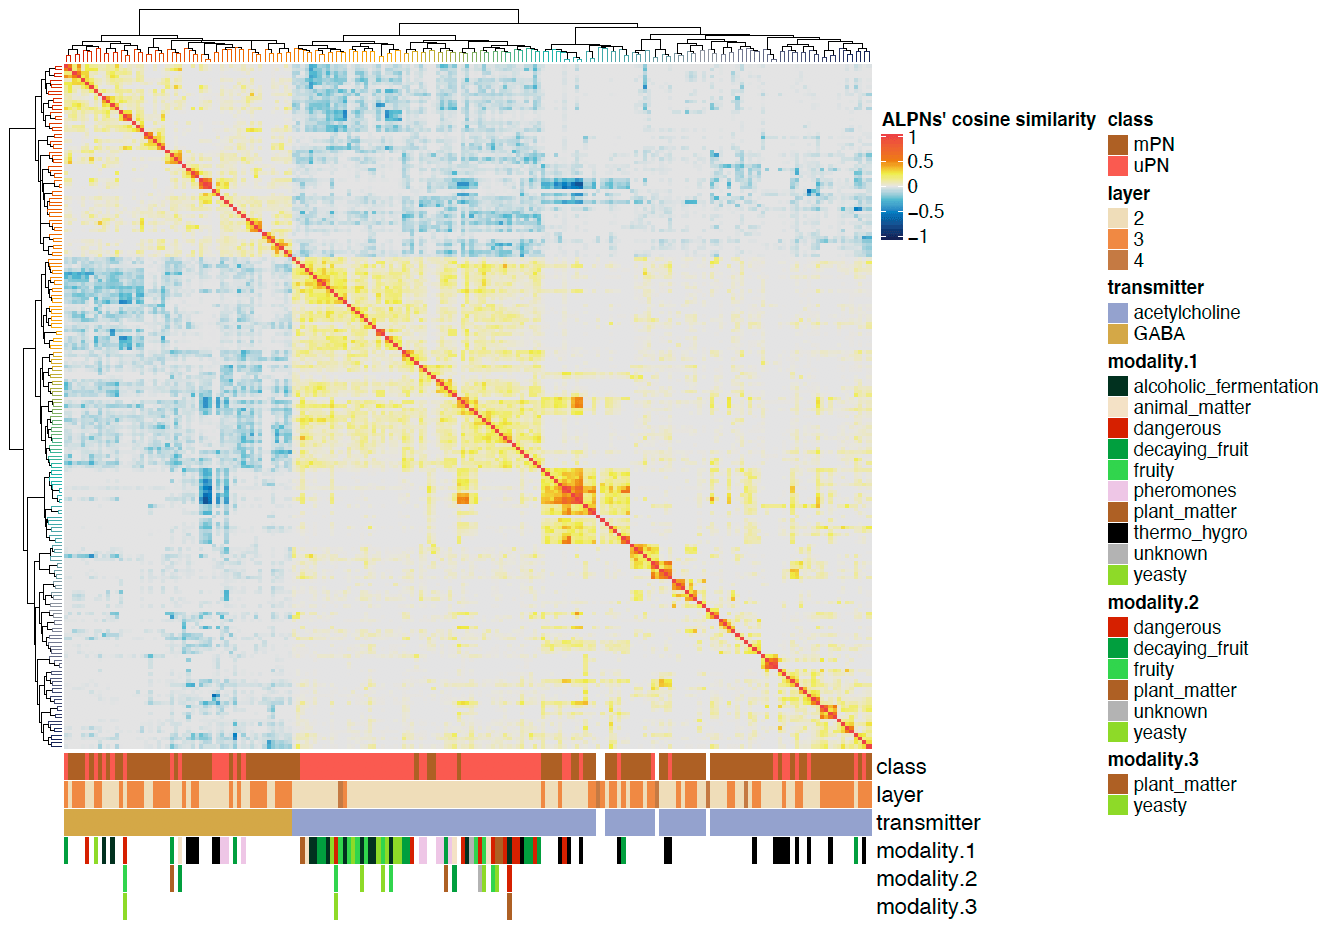 ALPNs' cosine similarity
1
0.5
0
−0.5
−1
class
mPN
uPN
layer
2
3
4
transmitter
acetylcholine
GABA
modality.1
alcoholic_fermentation
animal_matter
dangerous
decaying_fruit
fruity
pheromones
plant_matter
thermo_hygro
unknown
yeasty
modality.2
dangerous
decaying_fruit
fruity
plant_matter
unknown
yeasty
modality.3
plant_matter
yeasty
class
layer
transmitter
modality.1
modality.2
modality.3